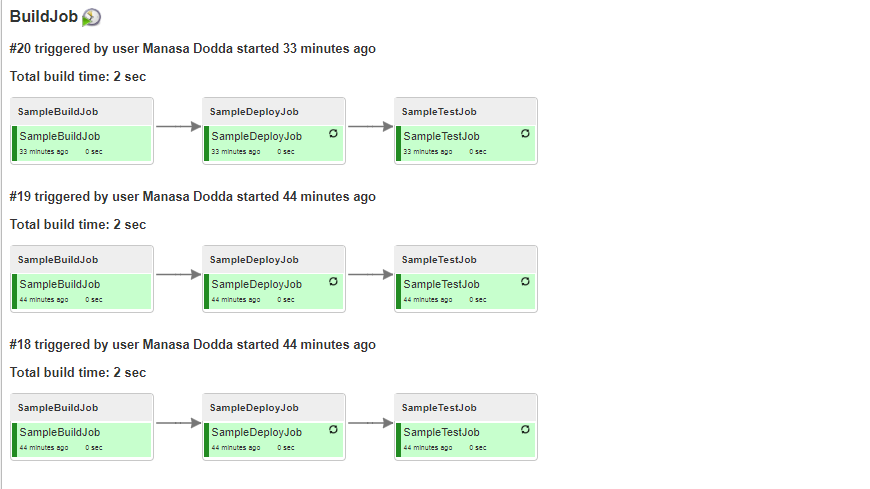 BuildJob
#20 triggered by user Manasa Dodda started 33 minutes ago
Total build time: 2 sec
SampleBuildJob SampleDeployJob SampleTestJob
SampleBuildJob SampleDeployJob SampleTestJob
33 minutes ago 0 sec 33 minutes ago 0 sec 33 minutes ago 0 sec
#19 triggered by user Manasa Dodda started 44 minutes ago
Total build time: 2 sec
SampleBuildJob SampleDeployJob SampleTestJob
SampleBuildJob SampleDeployJob SampleTestJob
44 minutes ago 0 sec 44 minutes ago 0 sec 44 minutes ago 0 sec
#18 triggered by user Manasa Dodda started 44 minutes ago
Total build time: 2 sec
SampleBuildJob SampleDeployJob SampleTestJob
SampleBuildJob SampleDeployJob SampleTestJob
44 minutes ago 0 sec 44 minutes ago 0 sec 44 minutes ago 0 sec